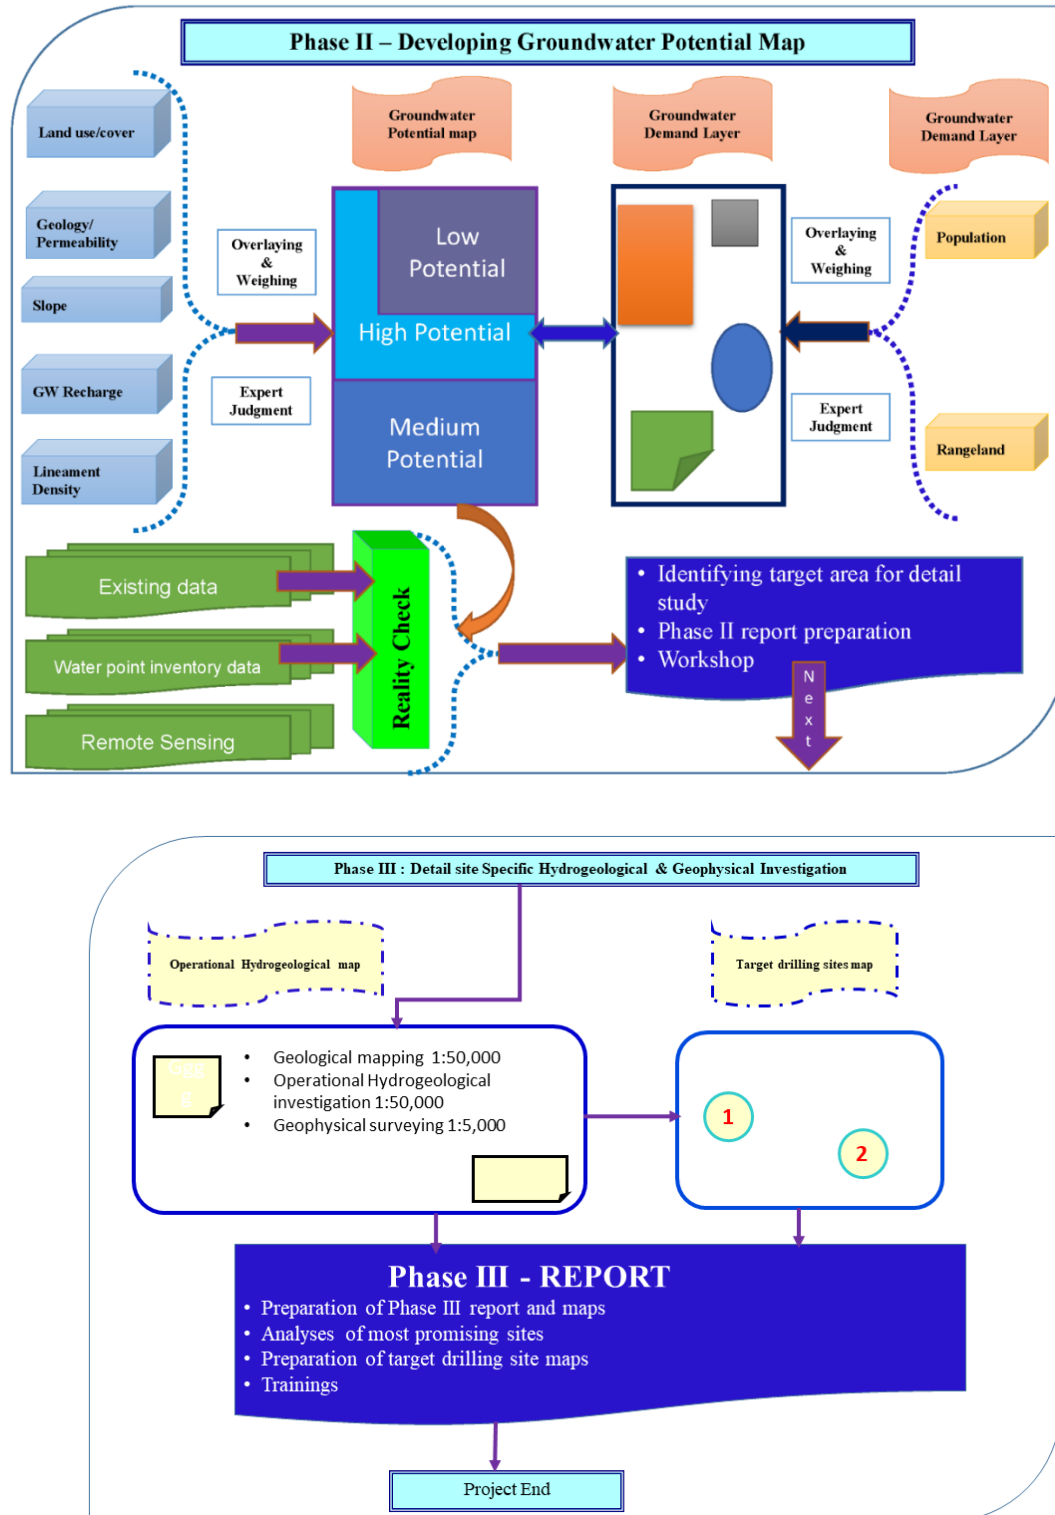 Phase II – Developing Groundwater Potential Map
Land use/cover
Geology/
Permeability
Slope
GW Recharge
Lineament
Density
Overlaying
&
Weighing
Expert
Judgment
Groundwater
Potential map
Low
Potential
High Potential
Medium
Potential
Groundwater
Demand Layer
Groundwater
Demand Layer
Overlaying
&
Weighing
Expert
Judgment
Population
Rangeland
Existing data
Water point inventory data
Remote Sensing
Reality Check
• Identifying target area for detail
study
• Phase II report preparation
• Workshop
Next
Phase III : Detail site Specific Hydrogeological & Geophysical Investigation
Operational Hydrogeological map
Target drilling sites map
• Geological mapping 1:50,000
• Operational Hydrogeological
investigation 1:50,000
• Geophysical surveying 1:5,000
1
2
Phase III - REPORT
• Preparation of Phase III report and maps
• Analyses of most promising sites
• Preparation of target drilling site maps
• Trainings
Project End